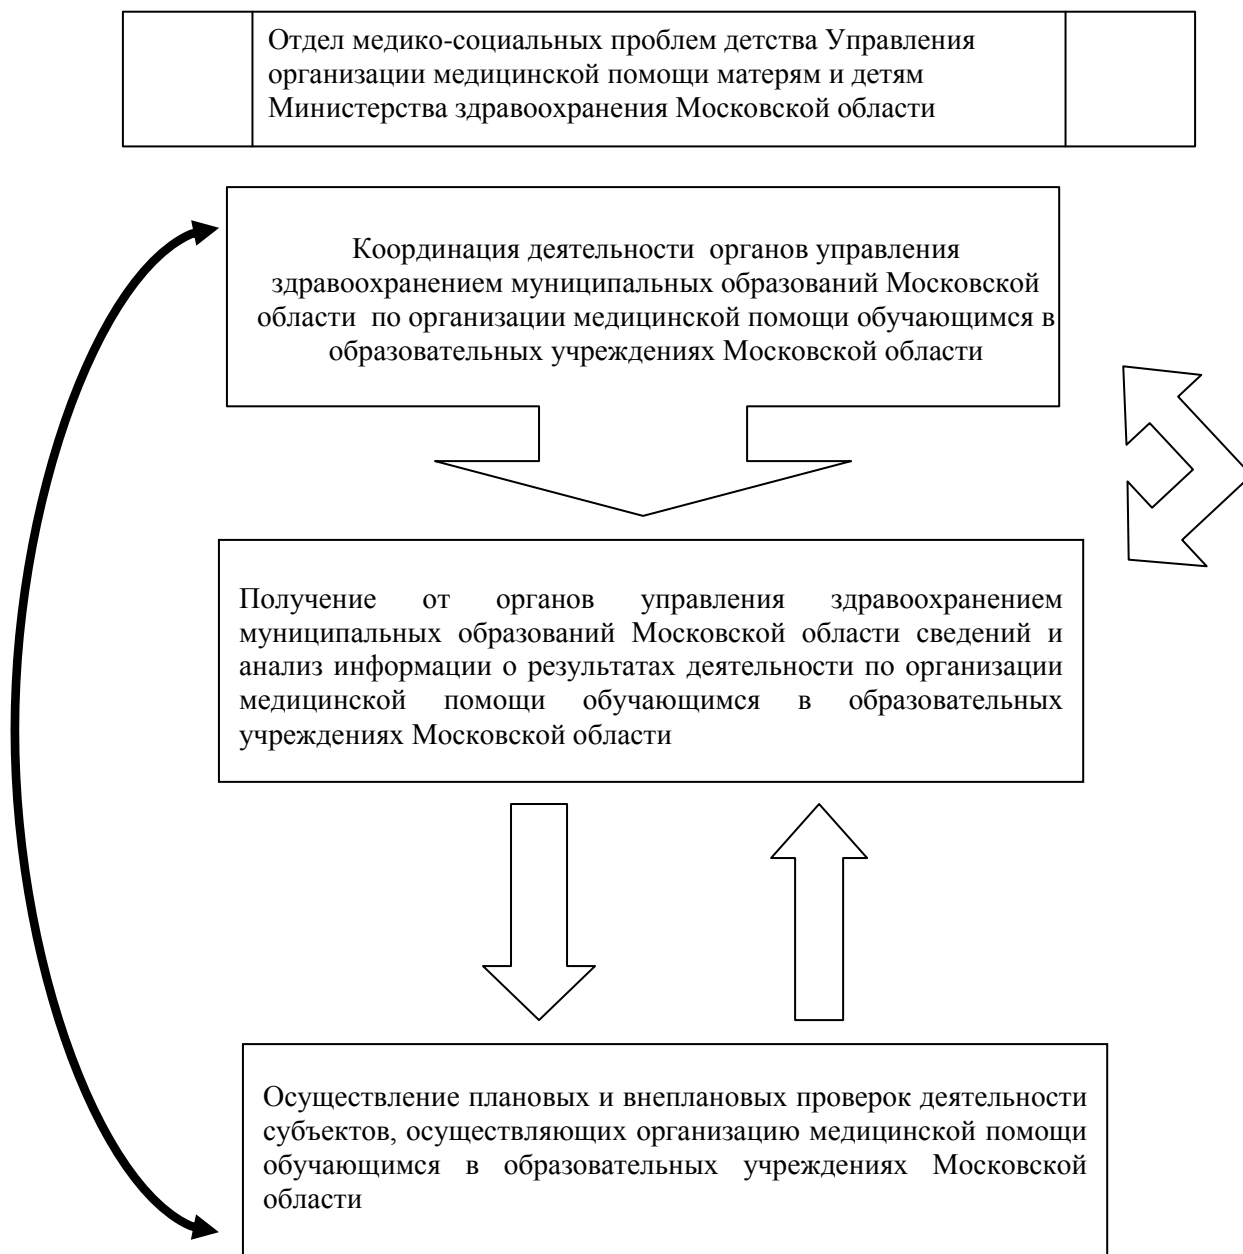 Отдел медико-социальных проблем детства Управления
организации медицинской помощи матерям и детям
Министерства здравоохранения Московской области
Координация деятельности органов управления
здравоохранением муниципальных образований Московской
области по организации медицинской помощи обучающимся в
образовательных учреждениях Московской области
Получение от органов управления здравоохранением
муниципальных образований Московской области сведений и
анализ информации о результатах деятельности по организации
медицинской помощи обучающимся в образовательных
учреждениях Московской области
Осуществление плановых и внеплановых проверок деятельности
субъектов, осуществляющих организацию медицинской помощи
обучающимся в образовательных учреждениях Московской
области